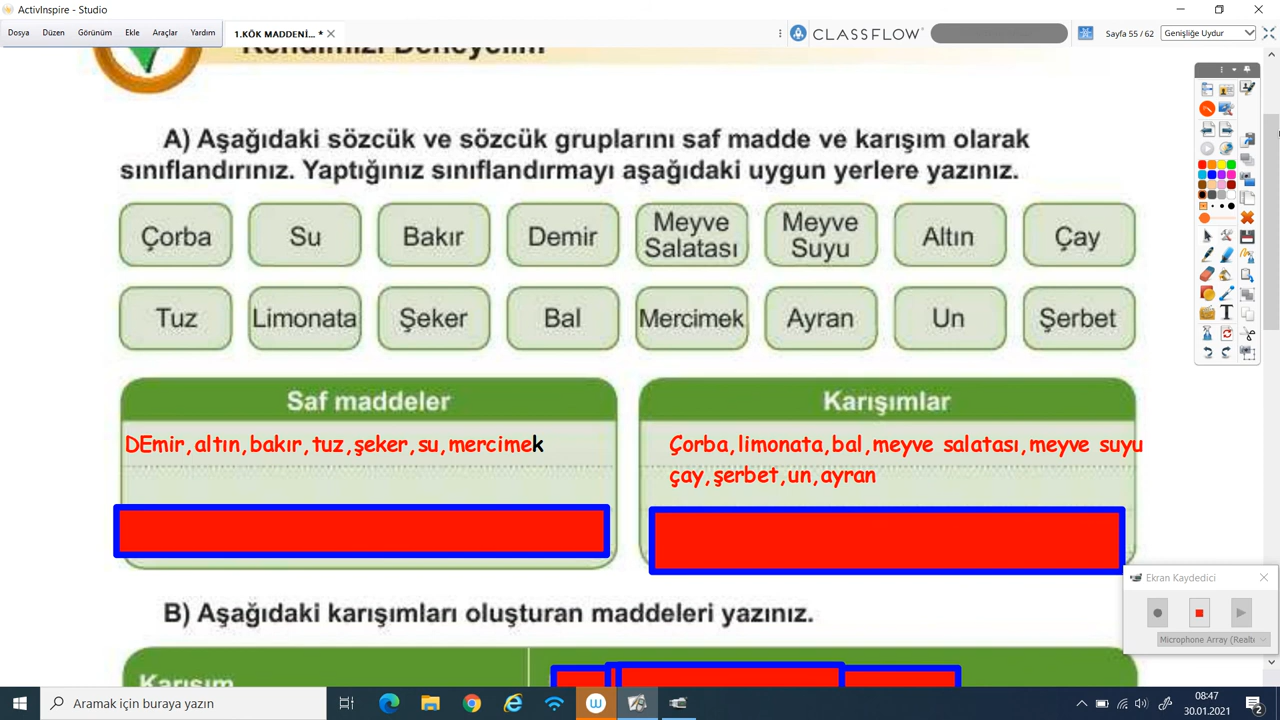 ActivInspire - Studio
Dosya Düzen Görünüm Ekle Araçlar Yardım 1.KÖK MADDENİ... * CLASSFLOW Sayfa 55 / 62 Genişliğe Uydur
Kendimizi Deneyelim
A) Aşağıdaki sözcük ve sözcük gruplarını saf madde ve karışım olarak
sınıflandırınız. Yaptığınız sınıflandırmayı aşağıdaki uygun yerlere yazınız.
Çorba Su Bakır Demir Meyve Salatası Meyve Suyu Altın Çay
Tuz Limonata Şeker Bal Mercimek Ayran Un Şerbet
Saf maddeler Karışımlar
DEmir,altın,bakır,tuz,şeker,su,mercimek
Çorba,limonata,bal,meyve salatası,meyve suyu
çay,şerbet,un,ayran
Ekran Kaydedici
Microphone Array (Realt
B) Aşağıdaki karışımları oluşturan maddeleri yazınız.
Karışım
Aramak için buraya yazın
08:47
30.01.2021
2